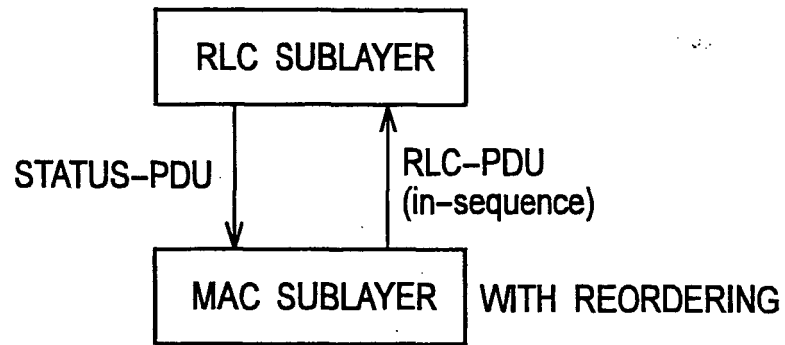 RLC SUBLAYER
STATUS-PDU
RLC-PDU
(in-sequence)
MAC SUBLAYER
WITH REORDERING